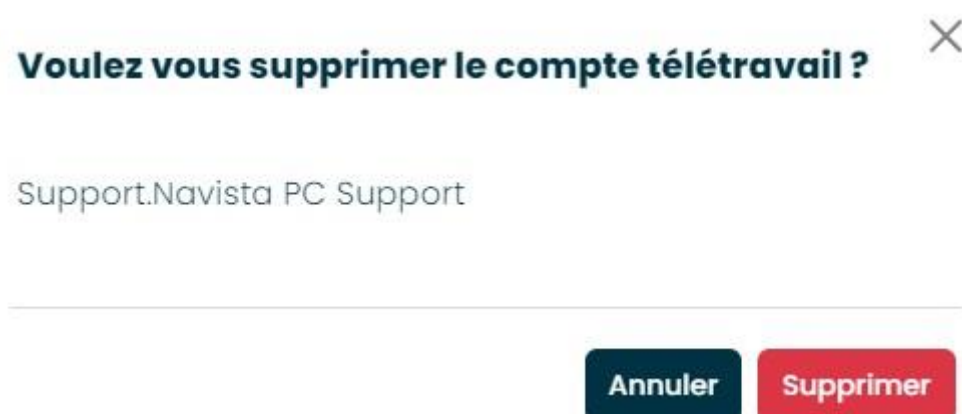 Voulez vous supprimer le compte télétravail ?
Support.Navista PC Support
Annuler
Supprimer